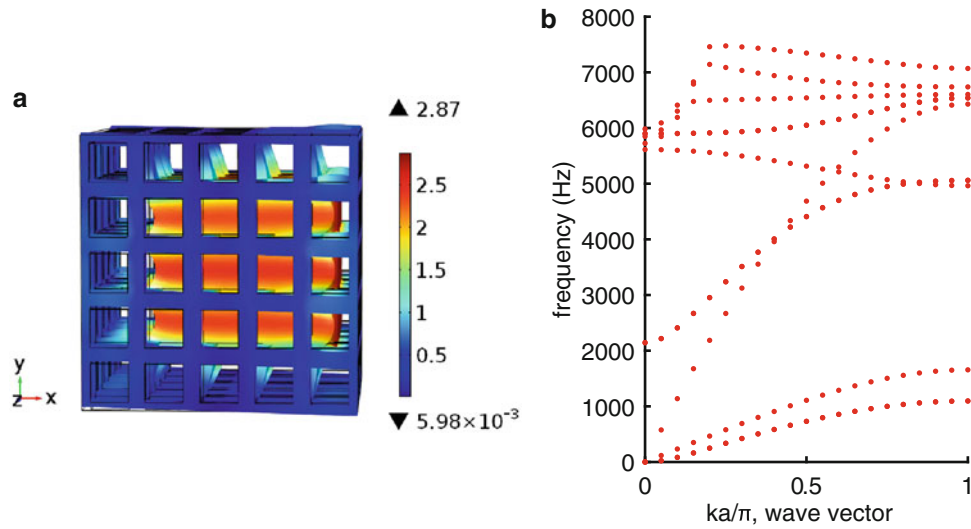 a
▲ 2.87
2.5
2
1.5
1
0.5
▼ 5.98×10⁻³
y
z x
b
8000
7000
6000
5000
4000
3000
2000
1000
0
frequency (Hz)
0 0.5 1
ka/π, wave vector